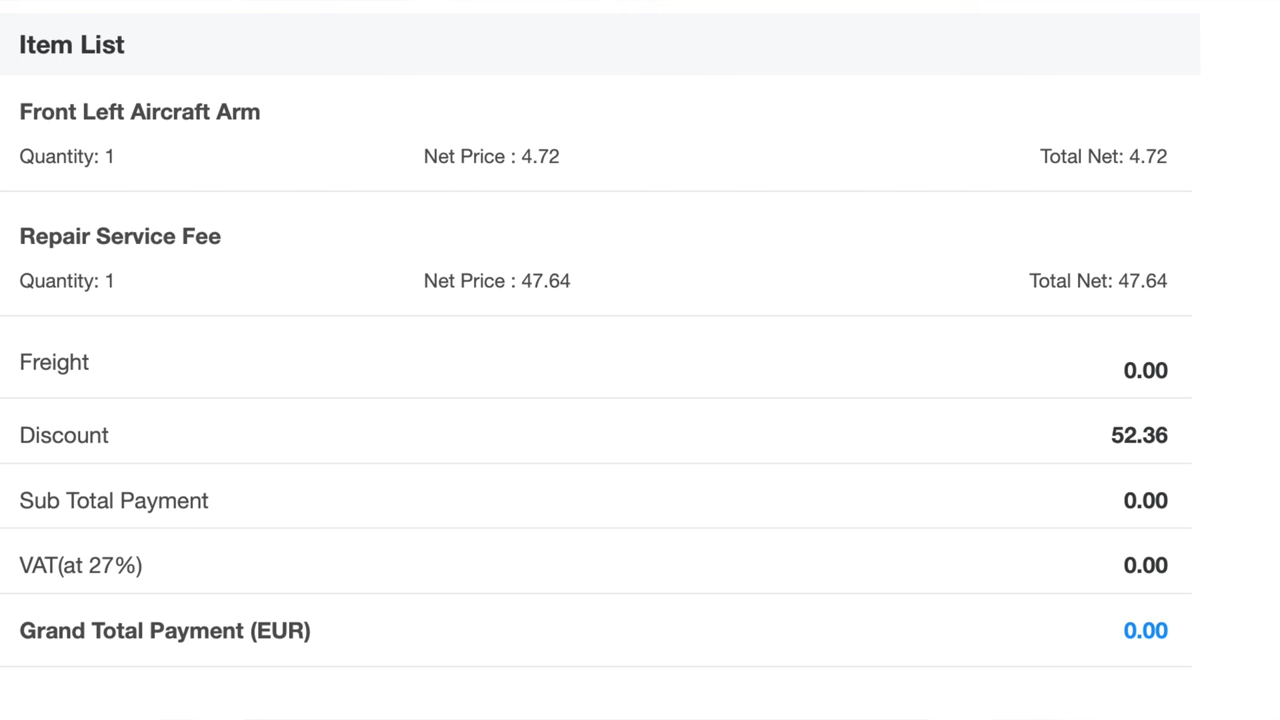 Item List
Front Left Aircraft Arm
Quantity: 1 Net Price : 4.72 Total Net: 4.72
Repair Service Fee
Quantity: 1 Net Price : 47.64 Total Net: 47.64
Freight 0.00
Discount 52.36
Sub Total Payment 0.00
VAT(at 27%) 0.00
Grand Total Payment (EUR) 0.00